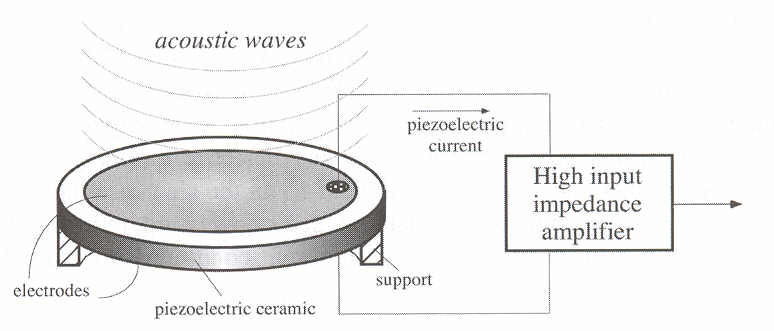 acoustic waves
piezoelectric
current
High input
impedance
amplifier
electrodes
piezoelectric ceramic
support